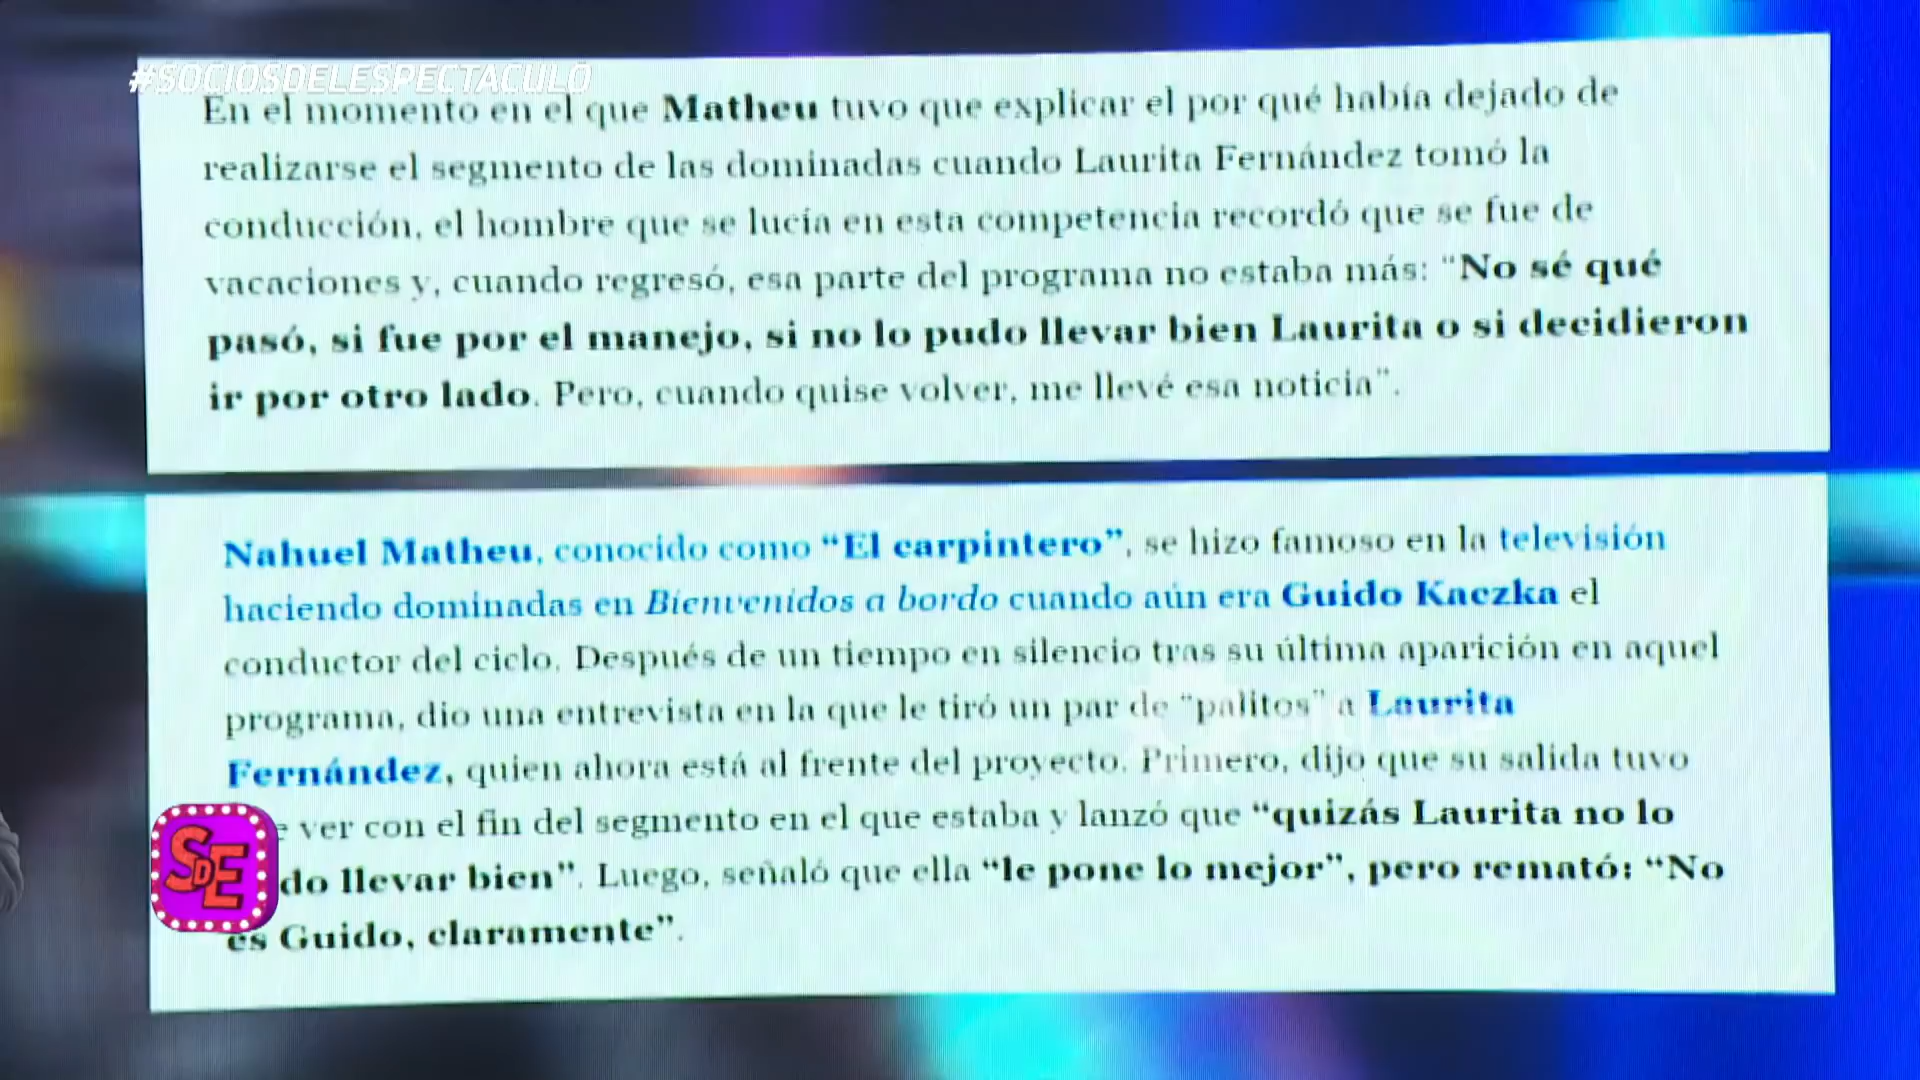 #SOCIOSDELESPECTACULO
En el momento en el que Matheu tuvo que explicar el por qué había dejado de
realizarse el segmento de las dominadas cuando Laurita Fernández tomó la
conducción, el hombre que se lucía en esta competencia recordó que se fue de
vacaciones y, cuando regresó, esa parte del programa no estaba más: “No sé qué
pasó, si fue por el manejo, si no lo pudo llevar bien Laurita o si decidieron
ir por otro lado. Pero, cuando quise volver, me llevé esa noticia”.
Nahuel Matheu, conocido como “El carpintero”, se hizo famoso en la televisión
haciendo dominadas en Bienvenidos a bordo cuando aún era Guido Kaczka el
conductor del ciclo. Después de un tiempo en silencio tras su última aparición en aquel
programa, dio una entrevista en la que le tiró un par de “palitos” a Laurita
Fernández, quien ahora está al frente del proyecto. Primero, dijo que su salida tuvo
e ver con el fin del segmento en el que estaba y lanzó que “quizás Laurita no lo
do llevar bien”. Luego, señaló que ella “le pone lo mejor”, pero remató: “No
es Guido, claramente”.
SDE